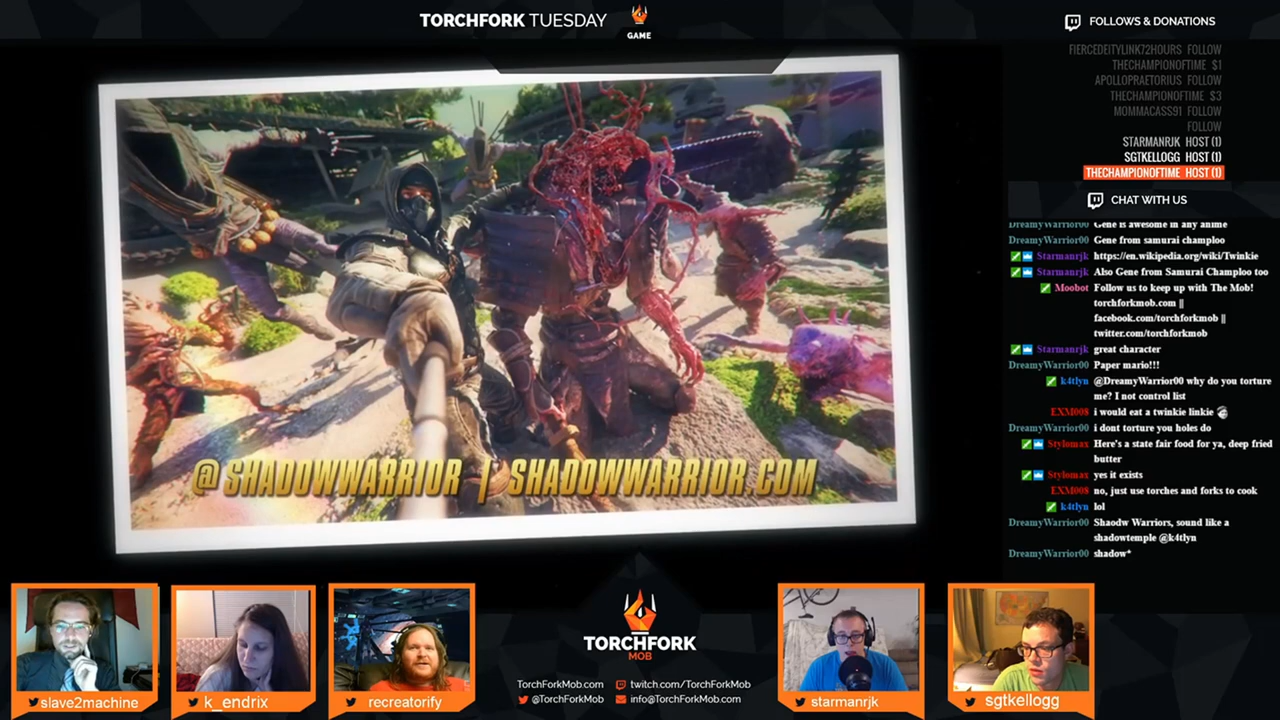 TORCHFORK TUESDAY
GAME
FOLLOWS & DONATIONS
FIERCEDEITYLINK72HOURS FOLLOW
THECHAMPIONOFTIME $1
APOLLOPRAETORIUS FOLLOW
THECHAMPIONOFTIME $3
MOMMACASS91 FOLLOW
FOLLOW
STARMANRJK HOST (1)
SGTKELLOGG HOST (1)
THECHAMPIONOFTIME HOST (1)
CHAT WITH US
DreamyWarrior00 Gene is awesome in any anime
DreamyWarrior00 Gene from samurai champloo
Starmanrjk https://en.wikipedia.org/wiki/Twinkie
Starmanrjk Also Gene from Samurai Champloo too
Moobot Follow us to keep up with The Mob!
torchforkmob.com ||
facebook.com/torchforkmob ||
twitter.com/torchforkmob
Starmanrjk great character
DreamyWarrior00 Paper mario!!!
k4tlyn @DreamyWarrior00 why do you torture
me? I not control list
EXM008 i would eat a twinkie linkie
DreamyWarrior00 i dont torture you holes do
Stylomax Here's a state fair food for ya, deep fried
butter
Stylomax yes it exists
EXM008 no, just use torches and forks to cook
k4tlyn lol
DreamyWarrior00 Shaodw Warriors, sound like a
shadowtemple @k4tlyn
DreamyWarrior00 shadow*
@SHADOWWARRIOR | SHADOWWARRIOR.COM
slave2machine
k_endrix
recreatorify
TORCHFORK
MOB
TorchForkMob.com twitch.com/TorchForkMob
@TorchForkMob info@TorchForkMob.com
starmanrjk
sgtkellogg